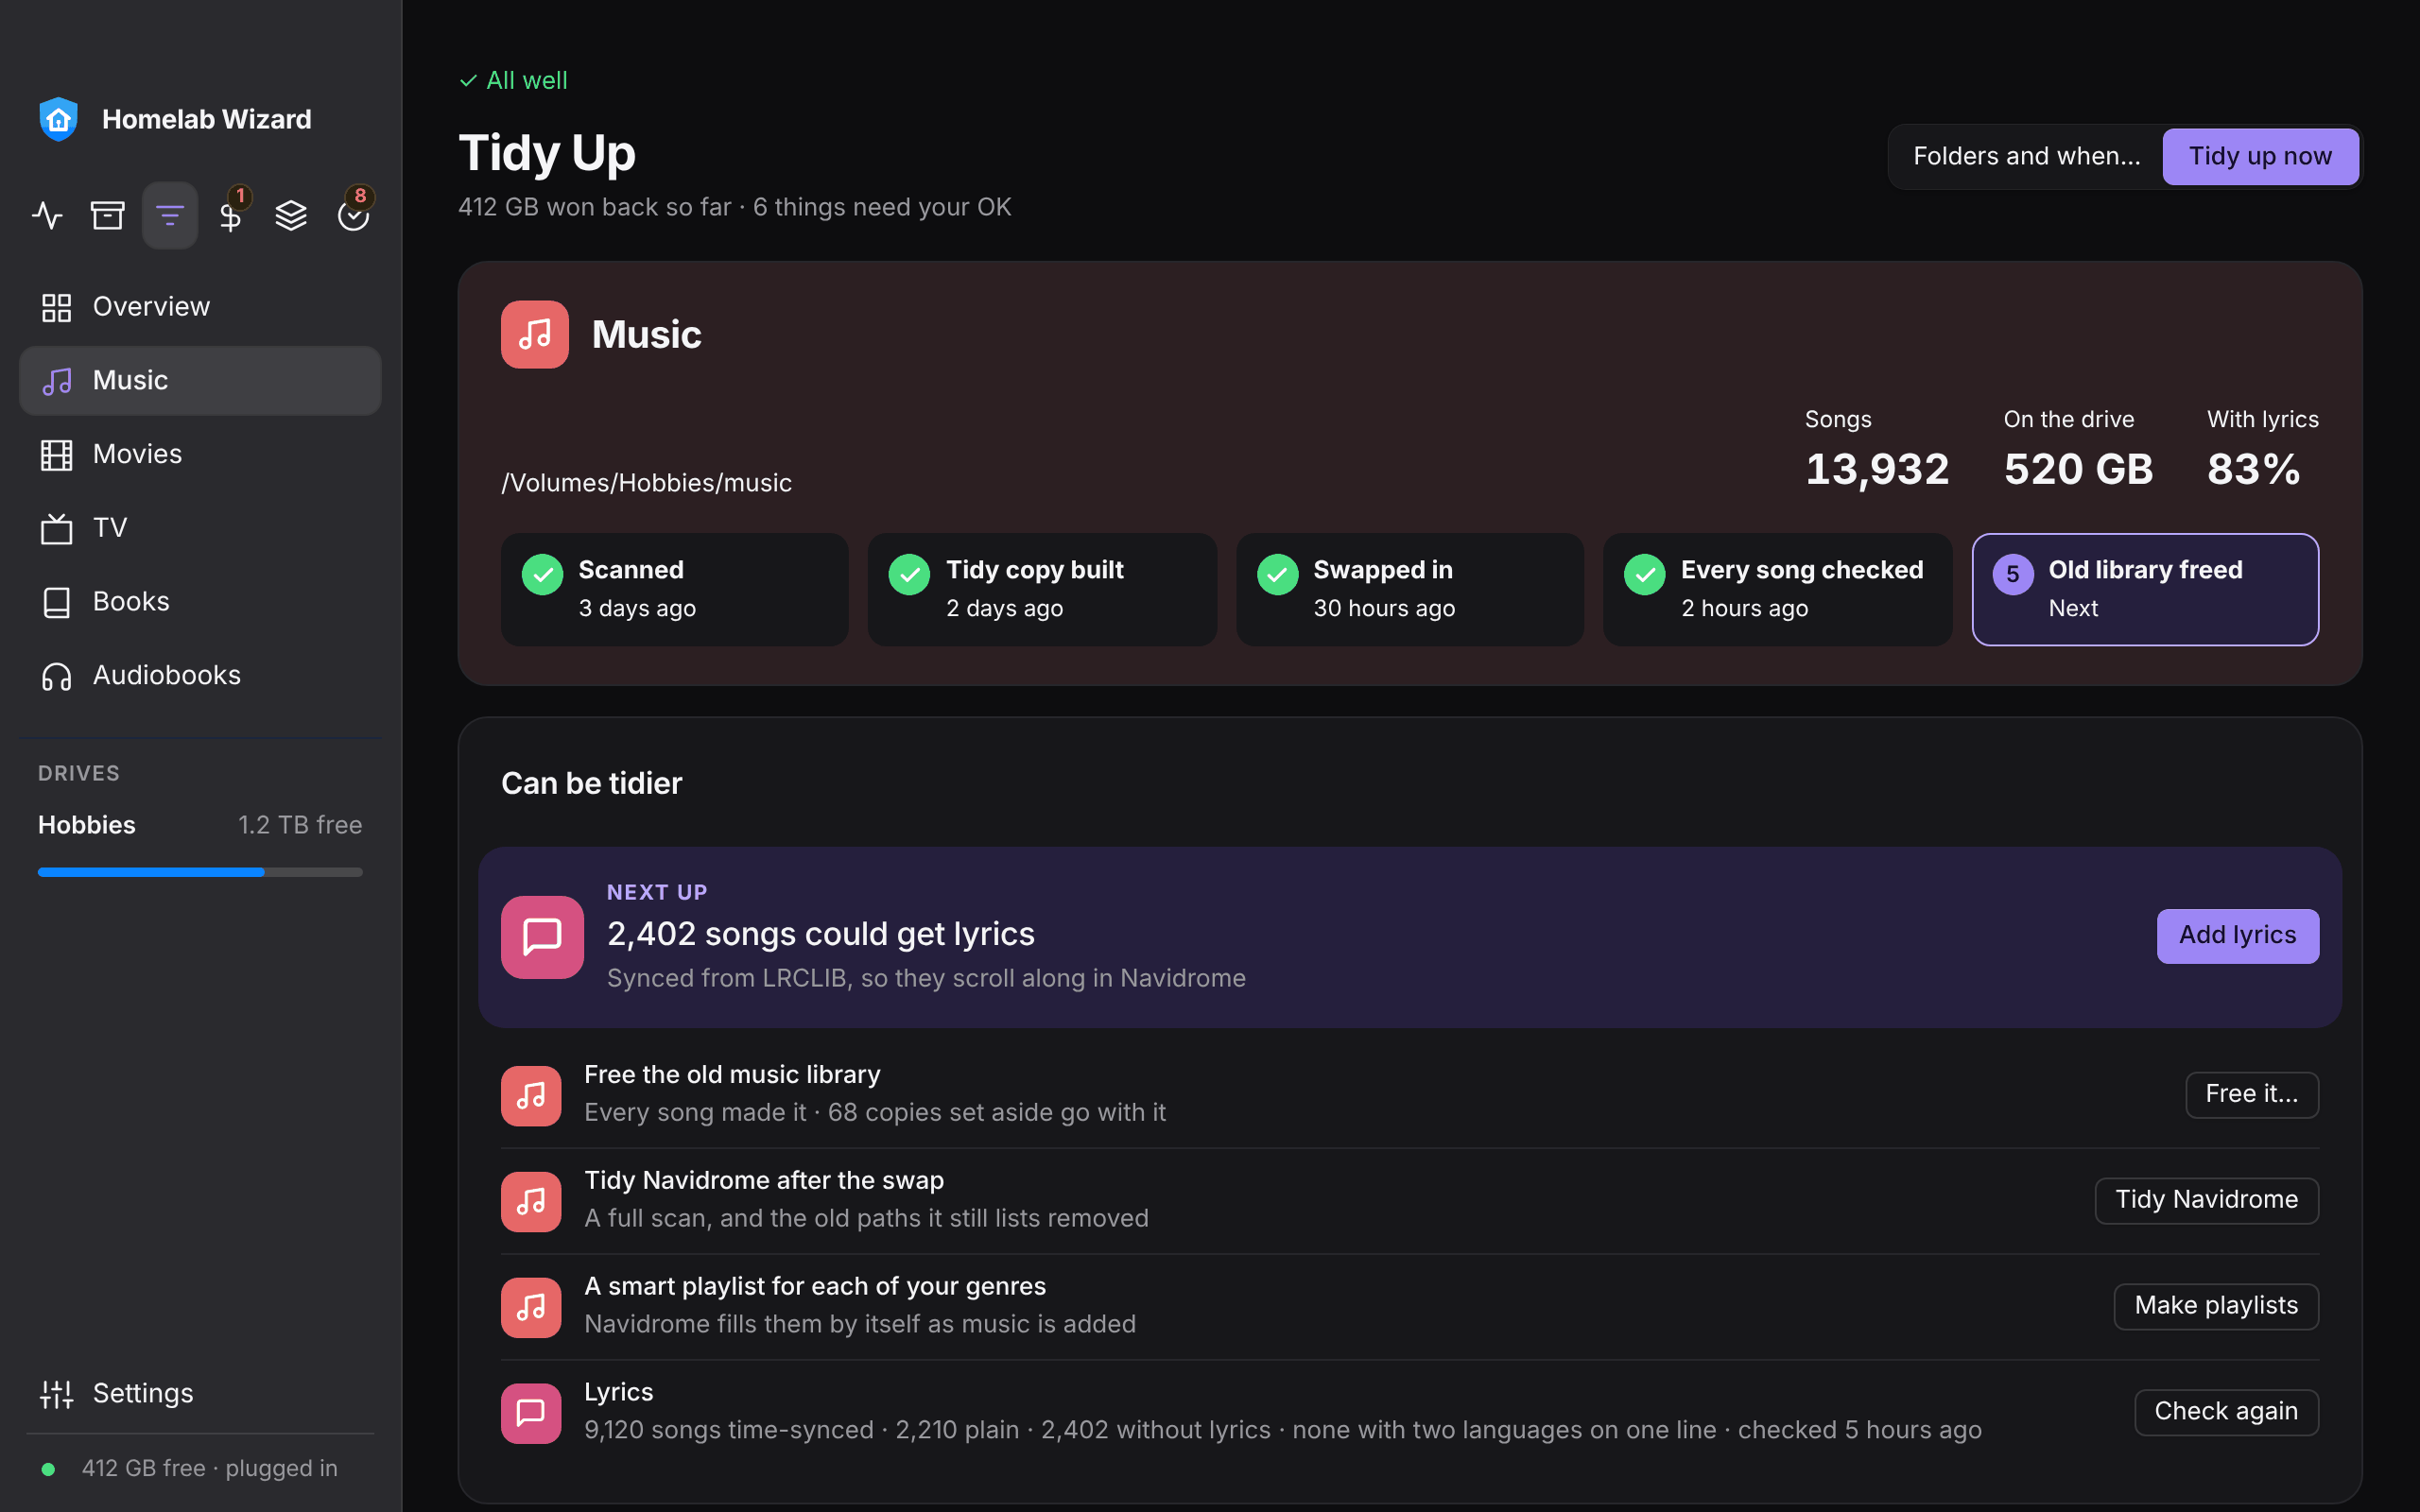 Homelab Wizard
1
8
Overview
Music
Movies
TV
Books
Audiobooks
DRIVES
Hobbies 1.2 TB free
Settings
412 GB free · plugged in
All well
Tidy Up
412 GB won back so far · 6 things need your OK
Folders and when... Tidy up now
Music
/Volumes/Hobbies/music
Songs
13,932
On the drive
520 GB
With lyrics
83%
Scanned
3 days ago
Tidy copy built
2 days ago
Swapped in
30 hours ago
Every song checked
2 hours ago
5
Old library freed
Next
Can be tidier
NEXT UP
2,402 songs could get lyrics
Synced from LRCLIB, so they scroll along in Navidrome
Add lyrics
Free the old music library
Every song made it · 68 copies set aside go with it
Free it...
Tidy Navidrome after the swap
A full scan, and the old paths it still lists removed
Tidy Navidrome
A smart playlist for each of your genres
Navidrome fills them by itself as music is added
Make playlists
Lyrics
9,120 songs time-synced · 2,210 plain · 2,402 without lyrics · none with two languages on one line · checked 5 hours ago
Check again